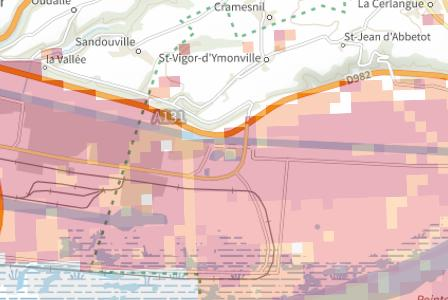 Oudalle
Cramesnil
La Cerlangue
Sandouville
St-Jean d'Abbetot
la Vallée
St-Vigor-d'Ymonville
D982
A131